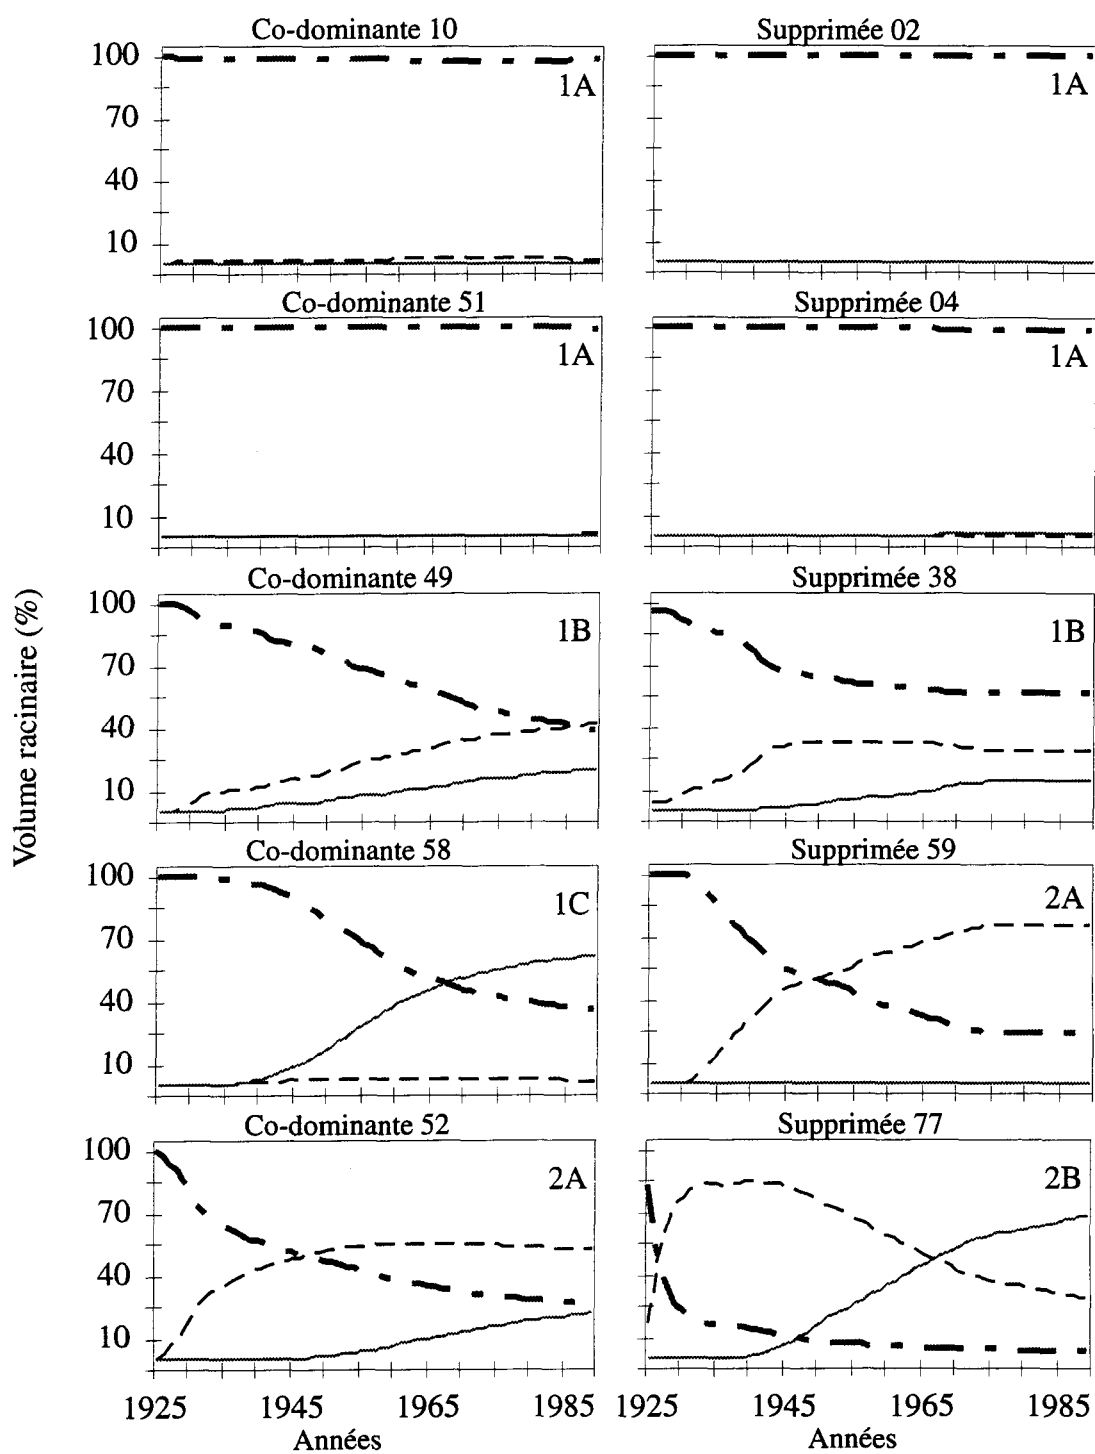 Co-dominante 10
Supprimée 02
100
70
40
10
1A
1A
Co-dominante 51
Supprimée 04
100
70
40
10
1A
1A
Volume racinaire (%)
Co-dominante 49
Supprimée 38
100
70
40
10
1B
1B
Co-dominante 58
Supprimée 59
100
70
40
10
1C
2A
Co-dominante 52
Supprimée 77
100
70
40
10
2A
2B
1925 1945 1965 1985
1925 1945 1965 1985
Années
Années